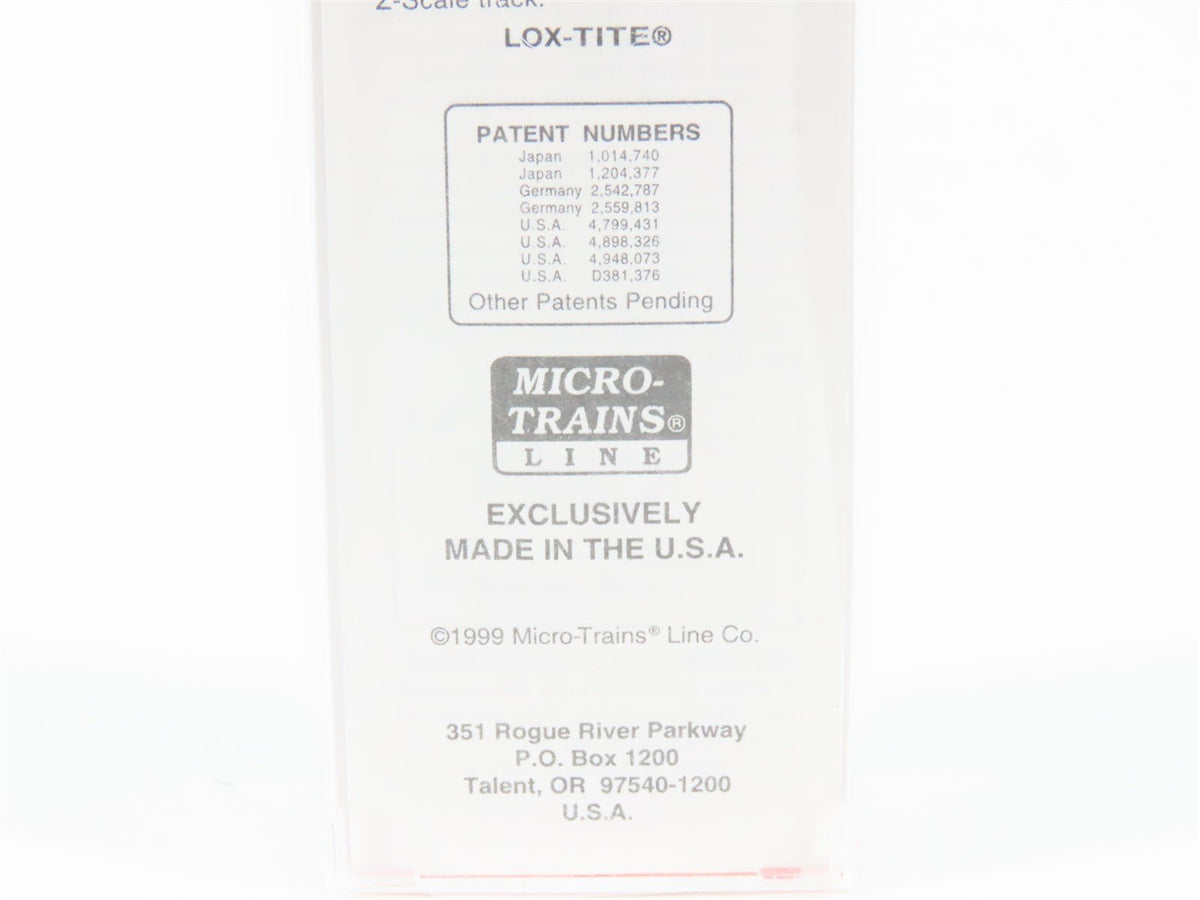 Z-Scale track.
LOX-TITE®
PATENT NUMBERS
Japan 1,014,740
Japan 1,204,377
Germany 2,542,787
Germany 2,559,813
U.S.A. 4,799,431
U.S.A. 4,898,326
U.S.A. 4,948,073
U.S.A. D381,376
Other Patents Pending
MICRO-
TRAINS®
LINE
EXCLUSIVELY
MADE IN THE U.S.A.
©1999 Micro-Trains® Line Co.
351 Rogue River Parkway
P.O. Box 1200
Talent, OR 97540-1200
U.S.A.